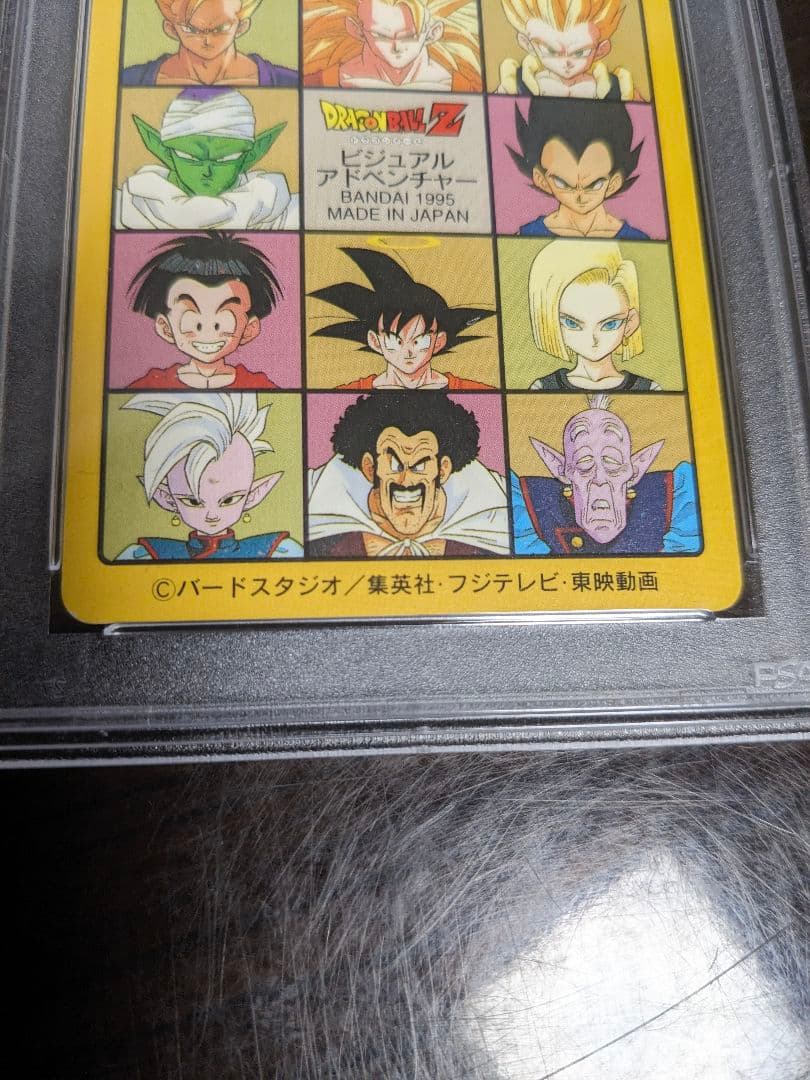 DRAGON BALL Z
ビジュアル
アドベンチャー
BANDAI 1995
MADE IN JAPAN
©バードスタジオ/集英社·フジテレビ·東映動画
PS